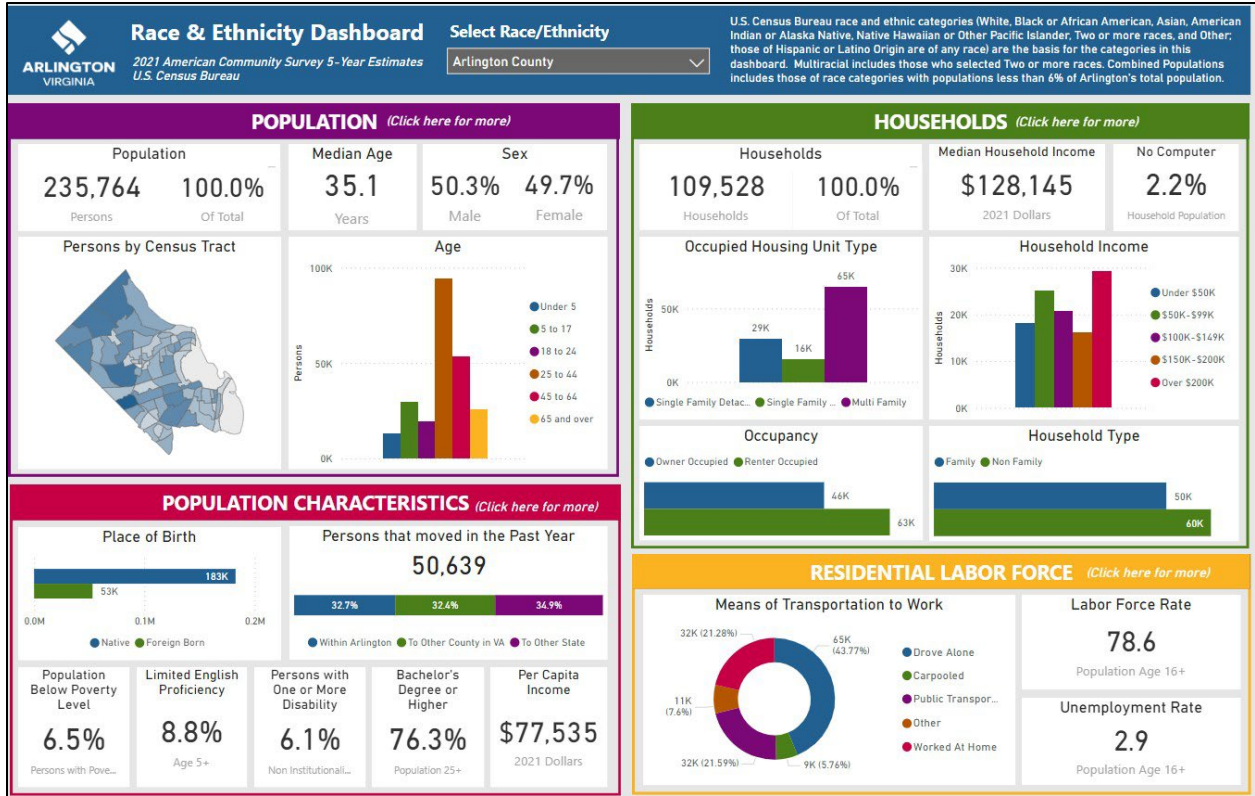 ARLINGTON
VIRGINIA
Race & Ethnicity Dashboard
2021 American Community Survey 5-Year Estimates
U.S. Census Bureau
Select Race/Ethnicity
Arlington County
U.S. Census Bureau race and ethnic categories (White, Black or African American, Asian, American
Indian or Alaska Native, Native Hawaiian or Other Pacific Islander, Two or more races, and Other;
those of Hispanic or Latino Origin are of any race) are the basis for the categories in this
dashboard. Multiracial includes those who selected Two or more races. Combined Populations
includes those of race categories with populations less than 6% of Arlington's total population.
POPULATION (Click here for more)
Population
235,764 100.0%
Persons Of Total
Median Age
35.1
Years
Sex
50.3% 49.7%
Male Female
Persons by Census Tract
Age
100K
50K
0K
Persons
Under 5
5 to 17
18 to 24
25 to 44
45 to 64
65 and over
HOUSEHOLDS (Click here for more)
Households
109,528 100.0%
Households Of Total
Median Household Income
$128,145
2021 Dollars
No Computer
2.2%
Household Population
Occupied Housing Unit Type
Households
50K
0K
29K
16K
65K
Single Family Detac... Single Family ... Multi Family
Household Income
Households
30K
20K
10K
0K
Under $50K
$50K-$99K
$100K-$149K
$150K-$200K
Over $200K
Occupancy
Owner Occupied Renter Occupied
46K
63K
Household Type
Family Non Family
50K
60K
POPULATION CHARACTERISTICS (Click here for more)
Place of Birth
183K
53K
0.0M 0.1M 0.2M
Native Foreign Born
Persons that moved in the Past Year
50,639
32.7% 32.4% 34.9%
Within Arlington To Other County in VA To Other State
Population
Below Poverty
Level
6.5%
Persons with Pove...
Limited English
Proficiency
8.8%
Age 5+
Persons with
One or More
Disability
6.1%
Non Institutionali...
Bachelor's
Degree or
Higher
76.3%
Population 25+
Per Capita
Income
$77,535
2021 Dollars
RESIDENTIAL LABOR FORCE (Click here for more)
Means of Transportation to Work
32K (21.28%)
65K
(43.77%)
11K
(7.6%)
32K (21.59%)
9K (5.76%)
Drove Alone
Carpooled
Public Transpor...
Other
Worked At Home
Labor Force Rate
78.6
Population Age 16+
Unemployment Rate
2.9
Population Age 16+